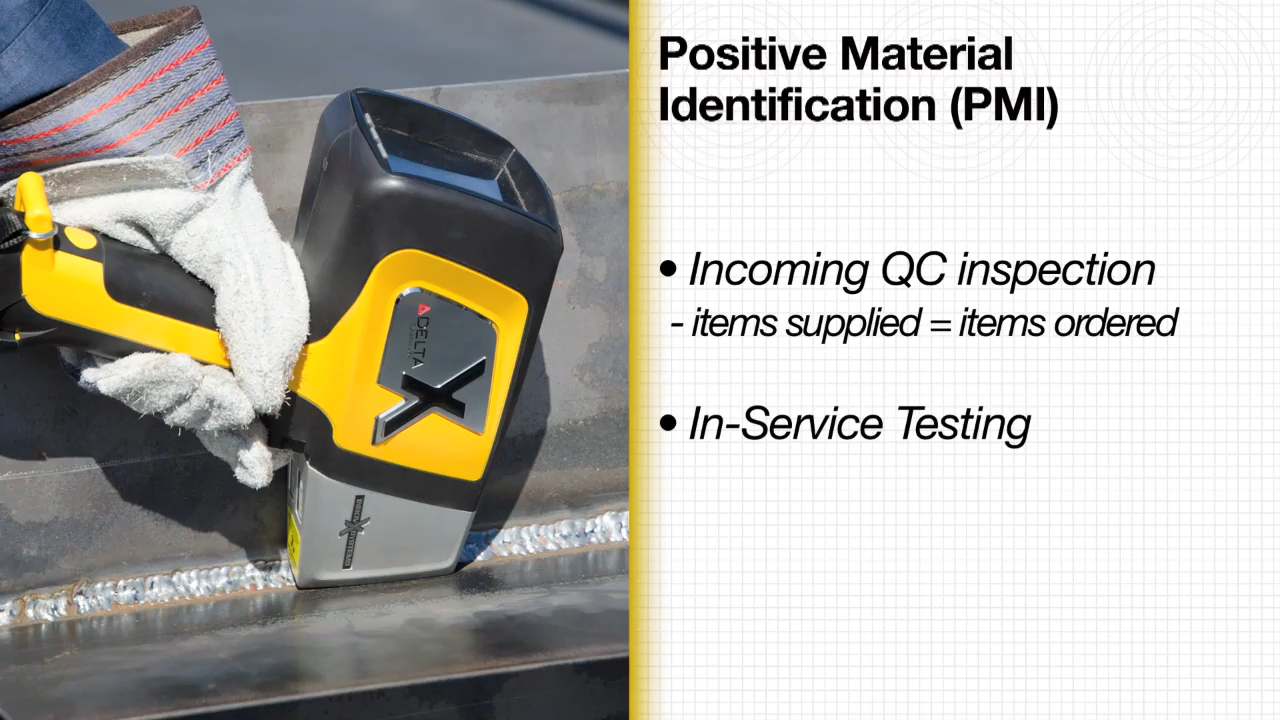 Positive Material
Identification (PMI)
• Incoming QC inspection
- items supplied = items ordered
• In-Service Testing
DELTA
X